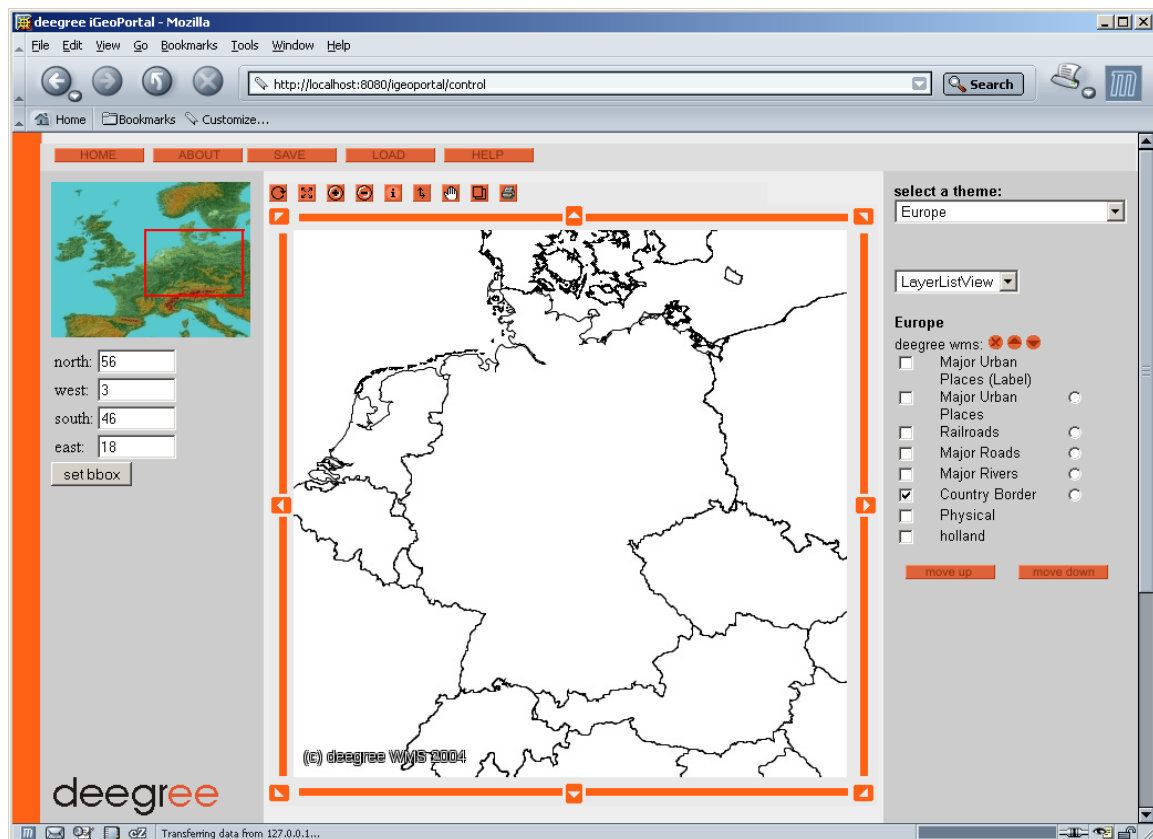 deegree iGeoPortal - Mozilla
File Edit View Go Bookmarks Tools Window Help
http://localhost:8080/igeoportal/control
Search
Home Bookmarks Customize...
HOME ABOUT SAVE LOAD HELP
north: 56
west: 3
south: 46
east: 18
set bbox
deegree
(c) deegree WMS 2004
select a theme:
Europe
LayerListView
Europe
deegree wms:
Major Urban
Places (Label)
Major Urban
Places
Railroads
Major Roads
Major Rivers
Country Border
Physical
holland
move up move down
Transferring data from 127.0.0.1...